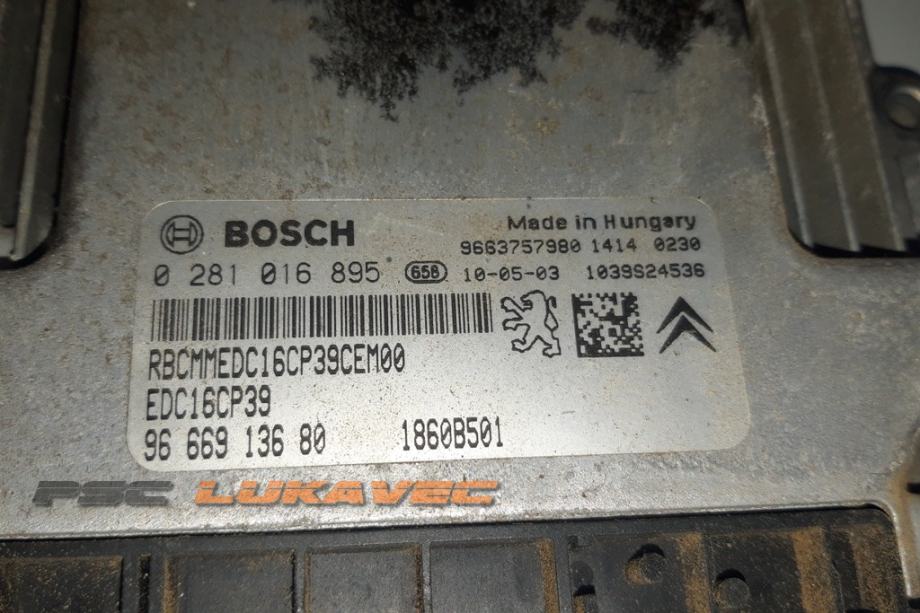 BOSCH
Made in Hungary
9663757980 1414 0230
0 281 016 895 658 10-05-03 1039S24536
RBCMMEDC16CP39CEM00
EDC16CP39
96 669 136 80 1860B501
PSC LUKAVEC